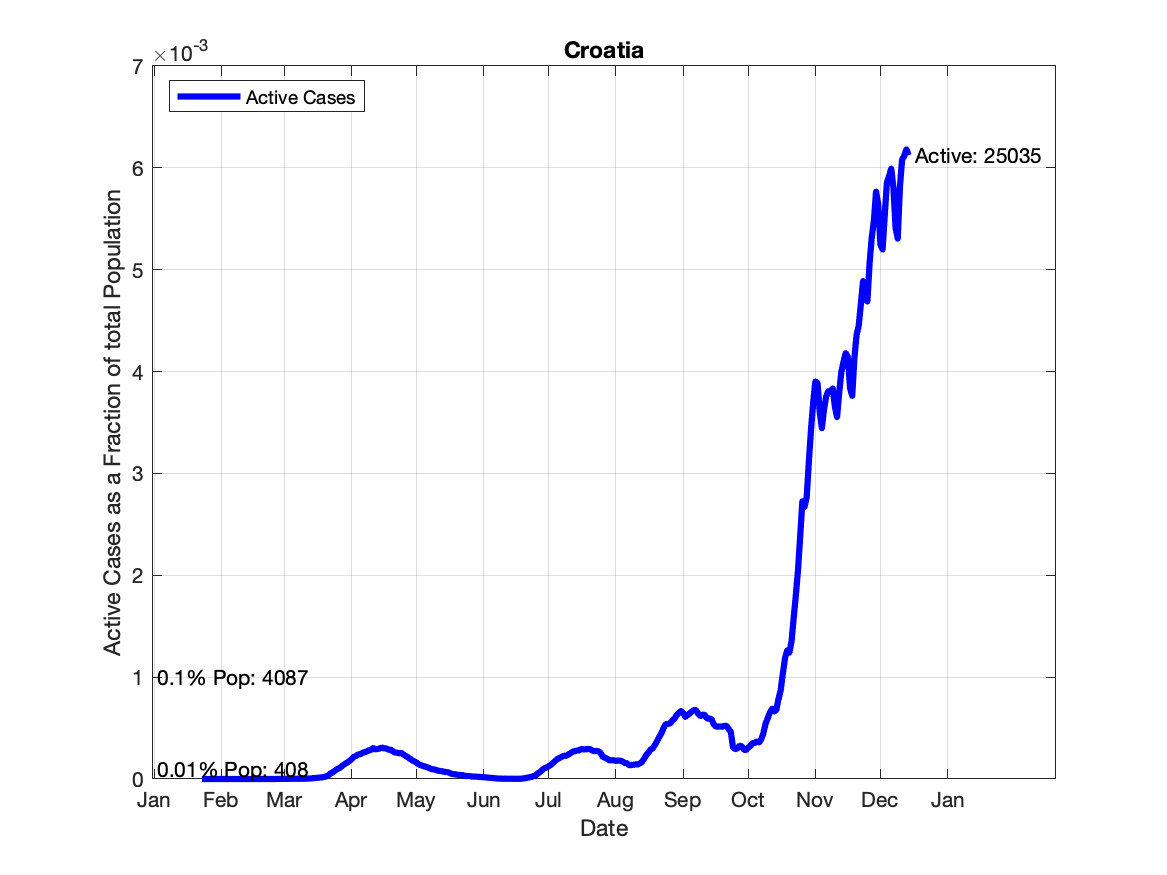 Croatia
×10-3
Active Cases
7
6
5
4
3
2
1
0
Active Cases as a Fraction of total Population
Active: 25035
0.1% Pop: 4087
0.01% Pop: 408
Jan Feb Mar Apr May Jun Jul Aug Sep Oct Nov Dec Jan
Date